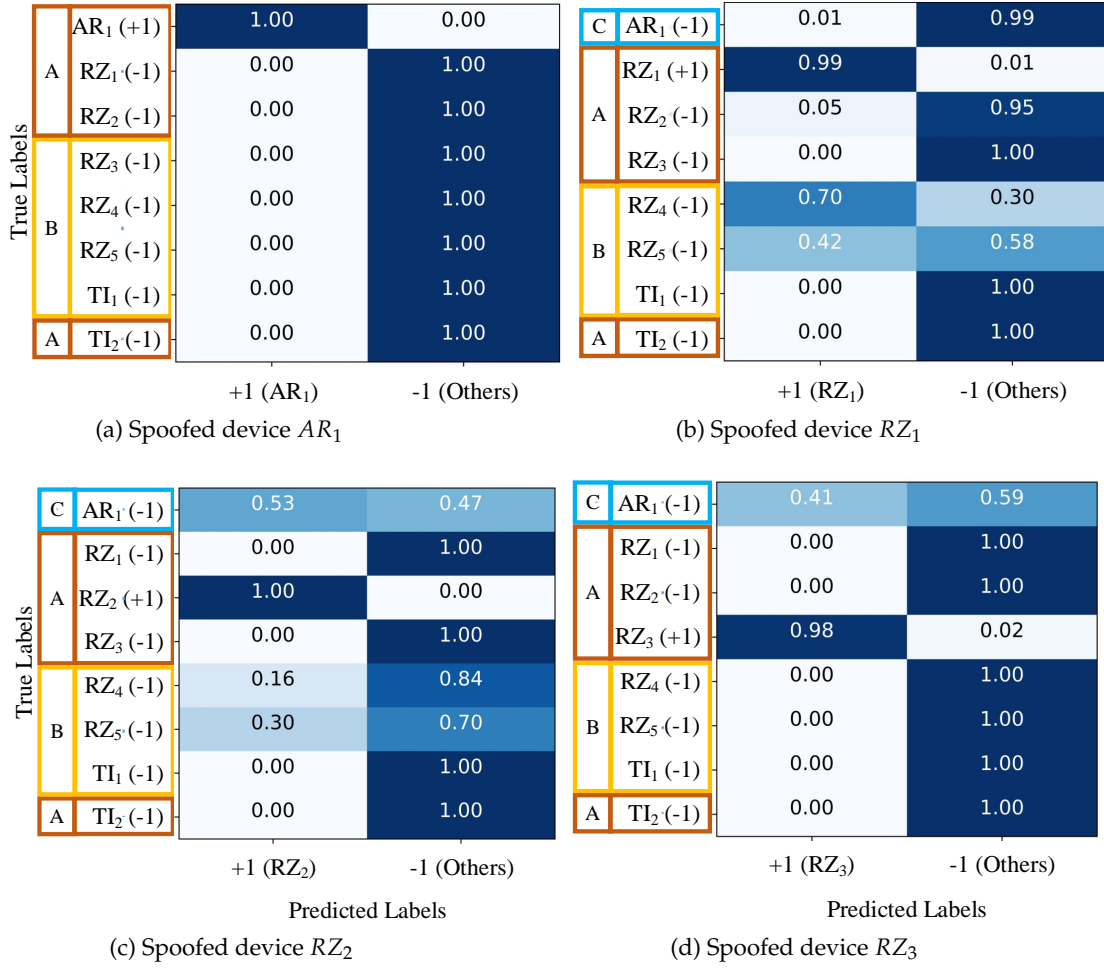 True Labels
A
AR₁ (+1) 1.00 0.00
RZ₁ (-1) 0.00 1.00
RZ₂ (-1) 0.00 1.00
B
RZ₃ (-1) 0.00 1.00
RZ₄ (-1) 0.00 1.00
RZ₅ (-1) 0.00 1.00
TI₁ (-1) 0.00 1.00
A TI₂ (-1) 0.00 1.00
+1 (AR₁) -1 (Others)
(a) Spoofed device AR₁
C AR₁ (-1) 0.01 0.99
A
RZ₁ (+1) 0.99 0.01
RZ₂ (-1) 0.05 0.95
RZ₃ (-1) 0.00 1.00
B
RZ₄ (-1) 0.70 0.30
RZ₅ (-1) 0.42 0.58
TI₁ (-1) 0.00 1.00
A TI₂ (-1) 0.00 1.00
+1 (RZ₁) -1 (Others)
(b) Spoofed device RZ₁
True Labels
C AR₁ (-1) 0.53 0.47
A
RZ₁ (-1) 0.00 1.00
RZ₂ (+1) 1.00 0.00
RZ₃ (-1) 0.00 1.00
B
RZ₄ (-1) 0.16 0.84
RZ₅ (-1) 0.30 0.70
TI₁ (-1) 0.00 1.00
A TI₂ (-1) 0.00 1.00
+1 (RZ₂) -1 (Others)
Predicted Labels
(c) Spoofed device RZ₂
C AR₁ (-1) 0.41 0.59
A
RZ₁ (-1) 0.00 1.00
RZ₂ (-1) 0.00 1.00
RZ₃ (+1) 0.98 0.02
B
RZ₄ (-1) 0.00 1.00
RZ₅ (-1) 0.00 1.00
TI₁ (-1) 0.00 1.00
A TI₂ (-1) 0.00 1.00
+1 (RZ₃) -1 (Others)
Predicted Labels
(d) Spoofed device RZ₃